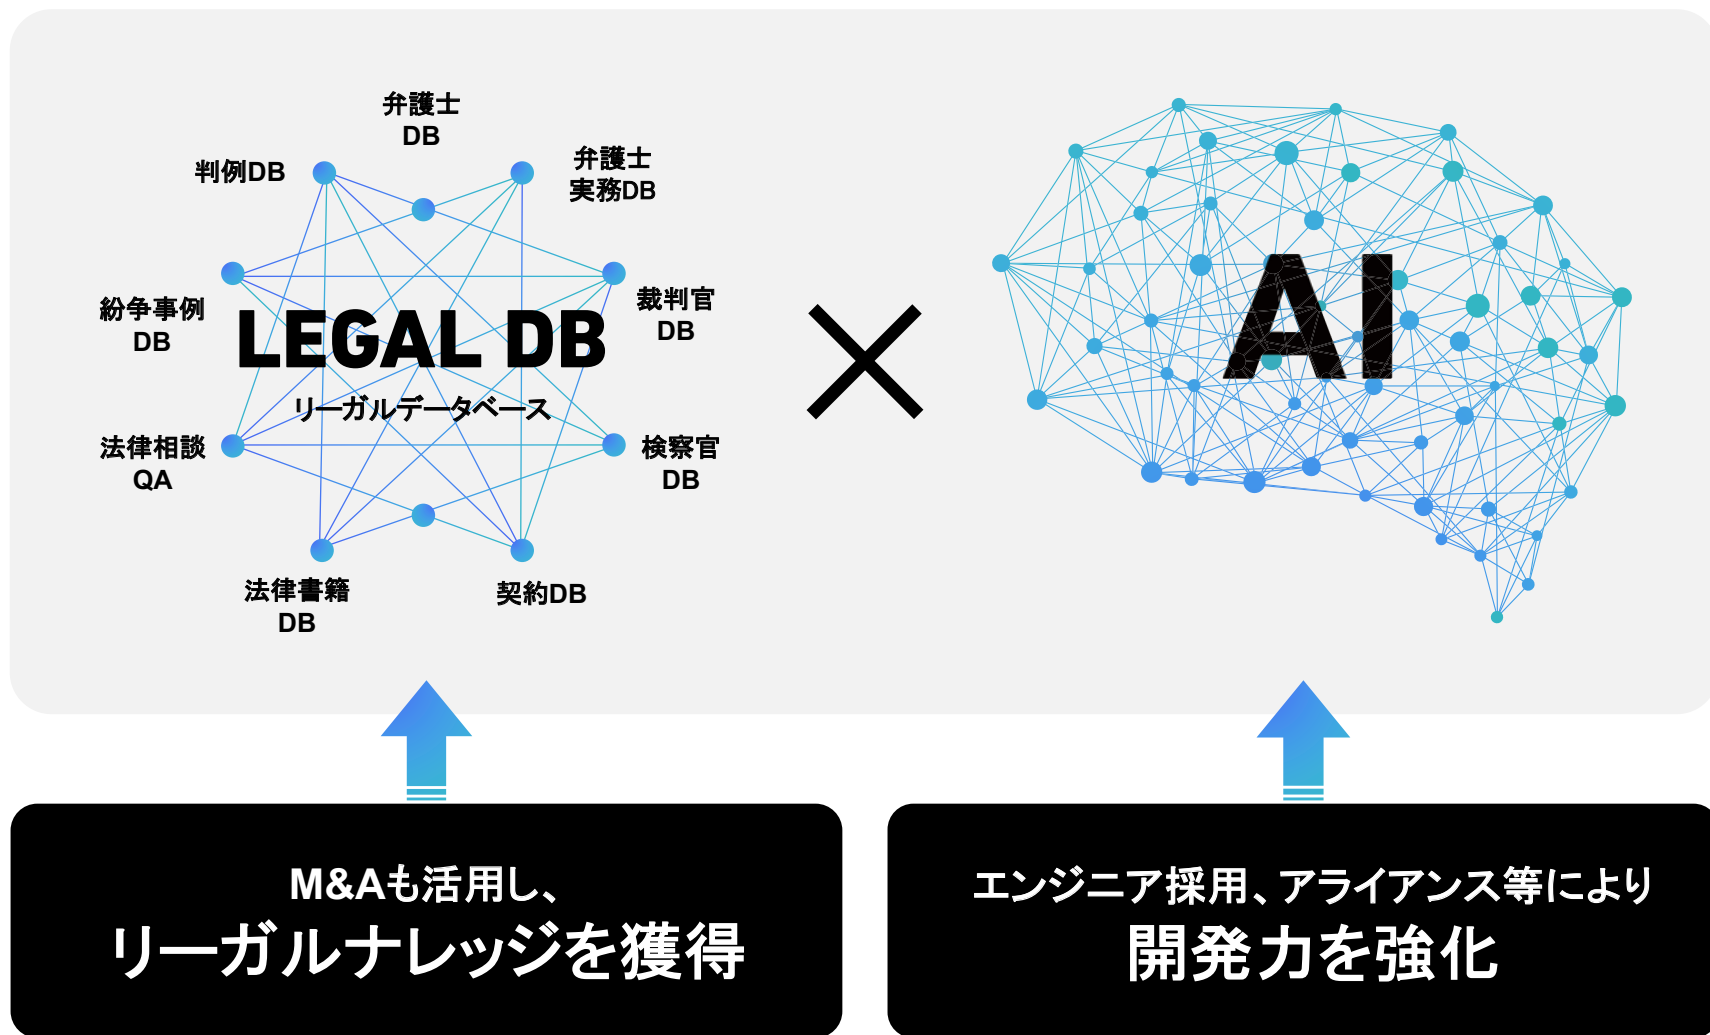 弁護士
DB
判例DB
弁護士
実務DB
紛争事例
DB
LEGAL DB
リーガルデータベース
裁判官
DB
法律相談
QA
検察官
DB
法律書籍
DB
契約DB
AI
M&Aも活用し、
リーガルナレッジを獲得
エンジニア採用、アライアンス等により
開発力を強化